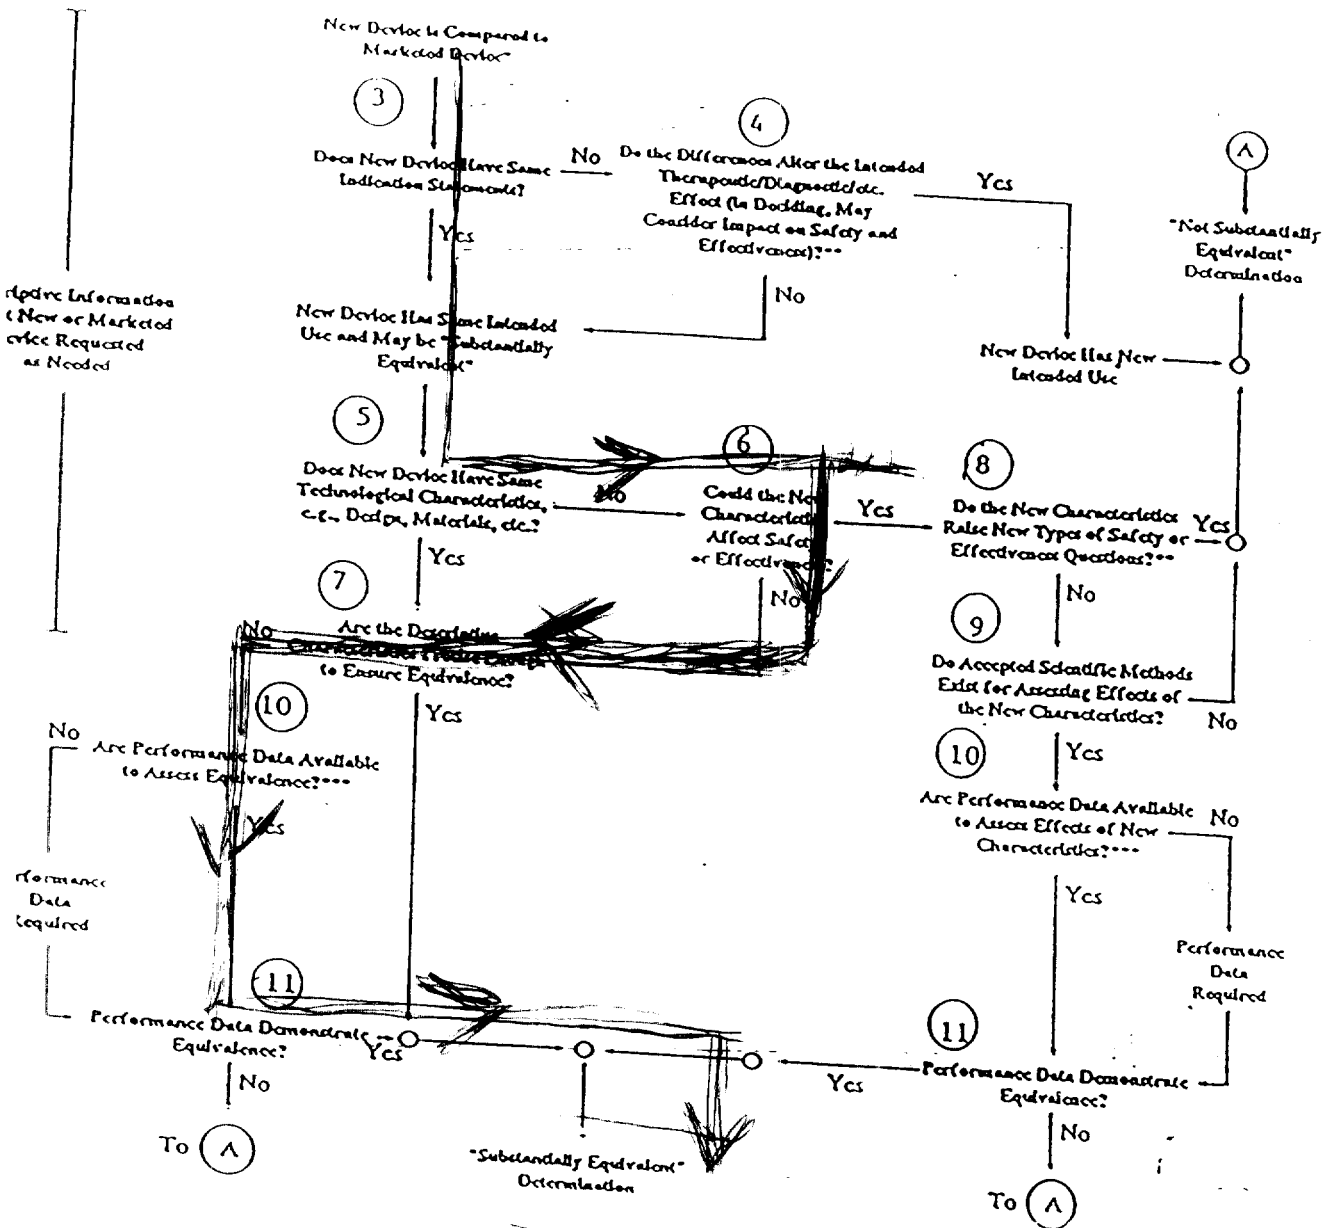 New Device is Compared to
Marketed Device*
3
4
Does New Device Have Same
Indication Statements?
No
Do the Differences Alter the Intended
Therapeutic/Diagnostic/etc.
Effect (in Deciding, May
Consider Impact on Safety and
Effectiveness)?**
Yes
A
"Not Substantially
Equivalent"
Determination
Yes
No
New Device Has Same Intended
Use and May be "Substantially
Equivalent"
New Device Has New
Intended Use
Information
New or Marketed
Requested
as Needed
5
6
8
Does New Device Have Same
Technological Characteristics,
e.g., Design, Materials, etc.?
No
Could the New
Affect Safety
or
Yes
Do the New Characteristics
Raise New Types of Safety or
Effectiveness Questions?**
Yes
Yes
No
No
7
9
No
Are the Descriptive
to Ensure Equivalence?
Do Accepted Scientific Methods
Exist for Assessing Effects of
the New Characteristics?
No
Yes
Yes
10
10
No
Are Performance Data Available
to Assess Equivalence?***
Are Performance Data Available
to Assess Effects of New
Characteristics?***
No
Yes
Yes
Data
Performance
Data
Required
11
11
Performance Data Demonstrate
Equivalence?
Yes
Yes
Performance Data Demonstrate
Equivalence?
No
No
To A
"Substantially Equivalent"
Determination
To A